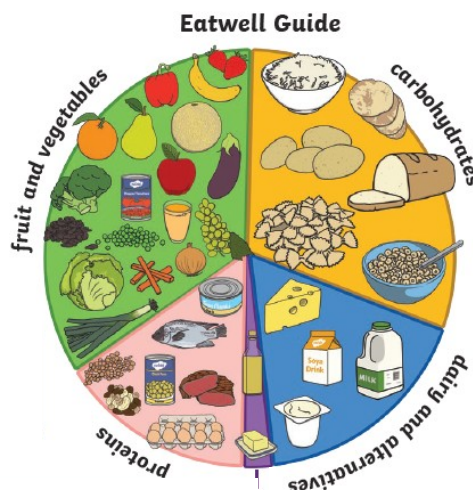 Eatwell Guide
fruit and vegetables
carbohydrates
Soya
Drink
MILK
proteins
dairy and alternatives